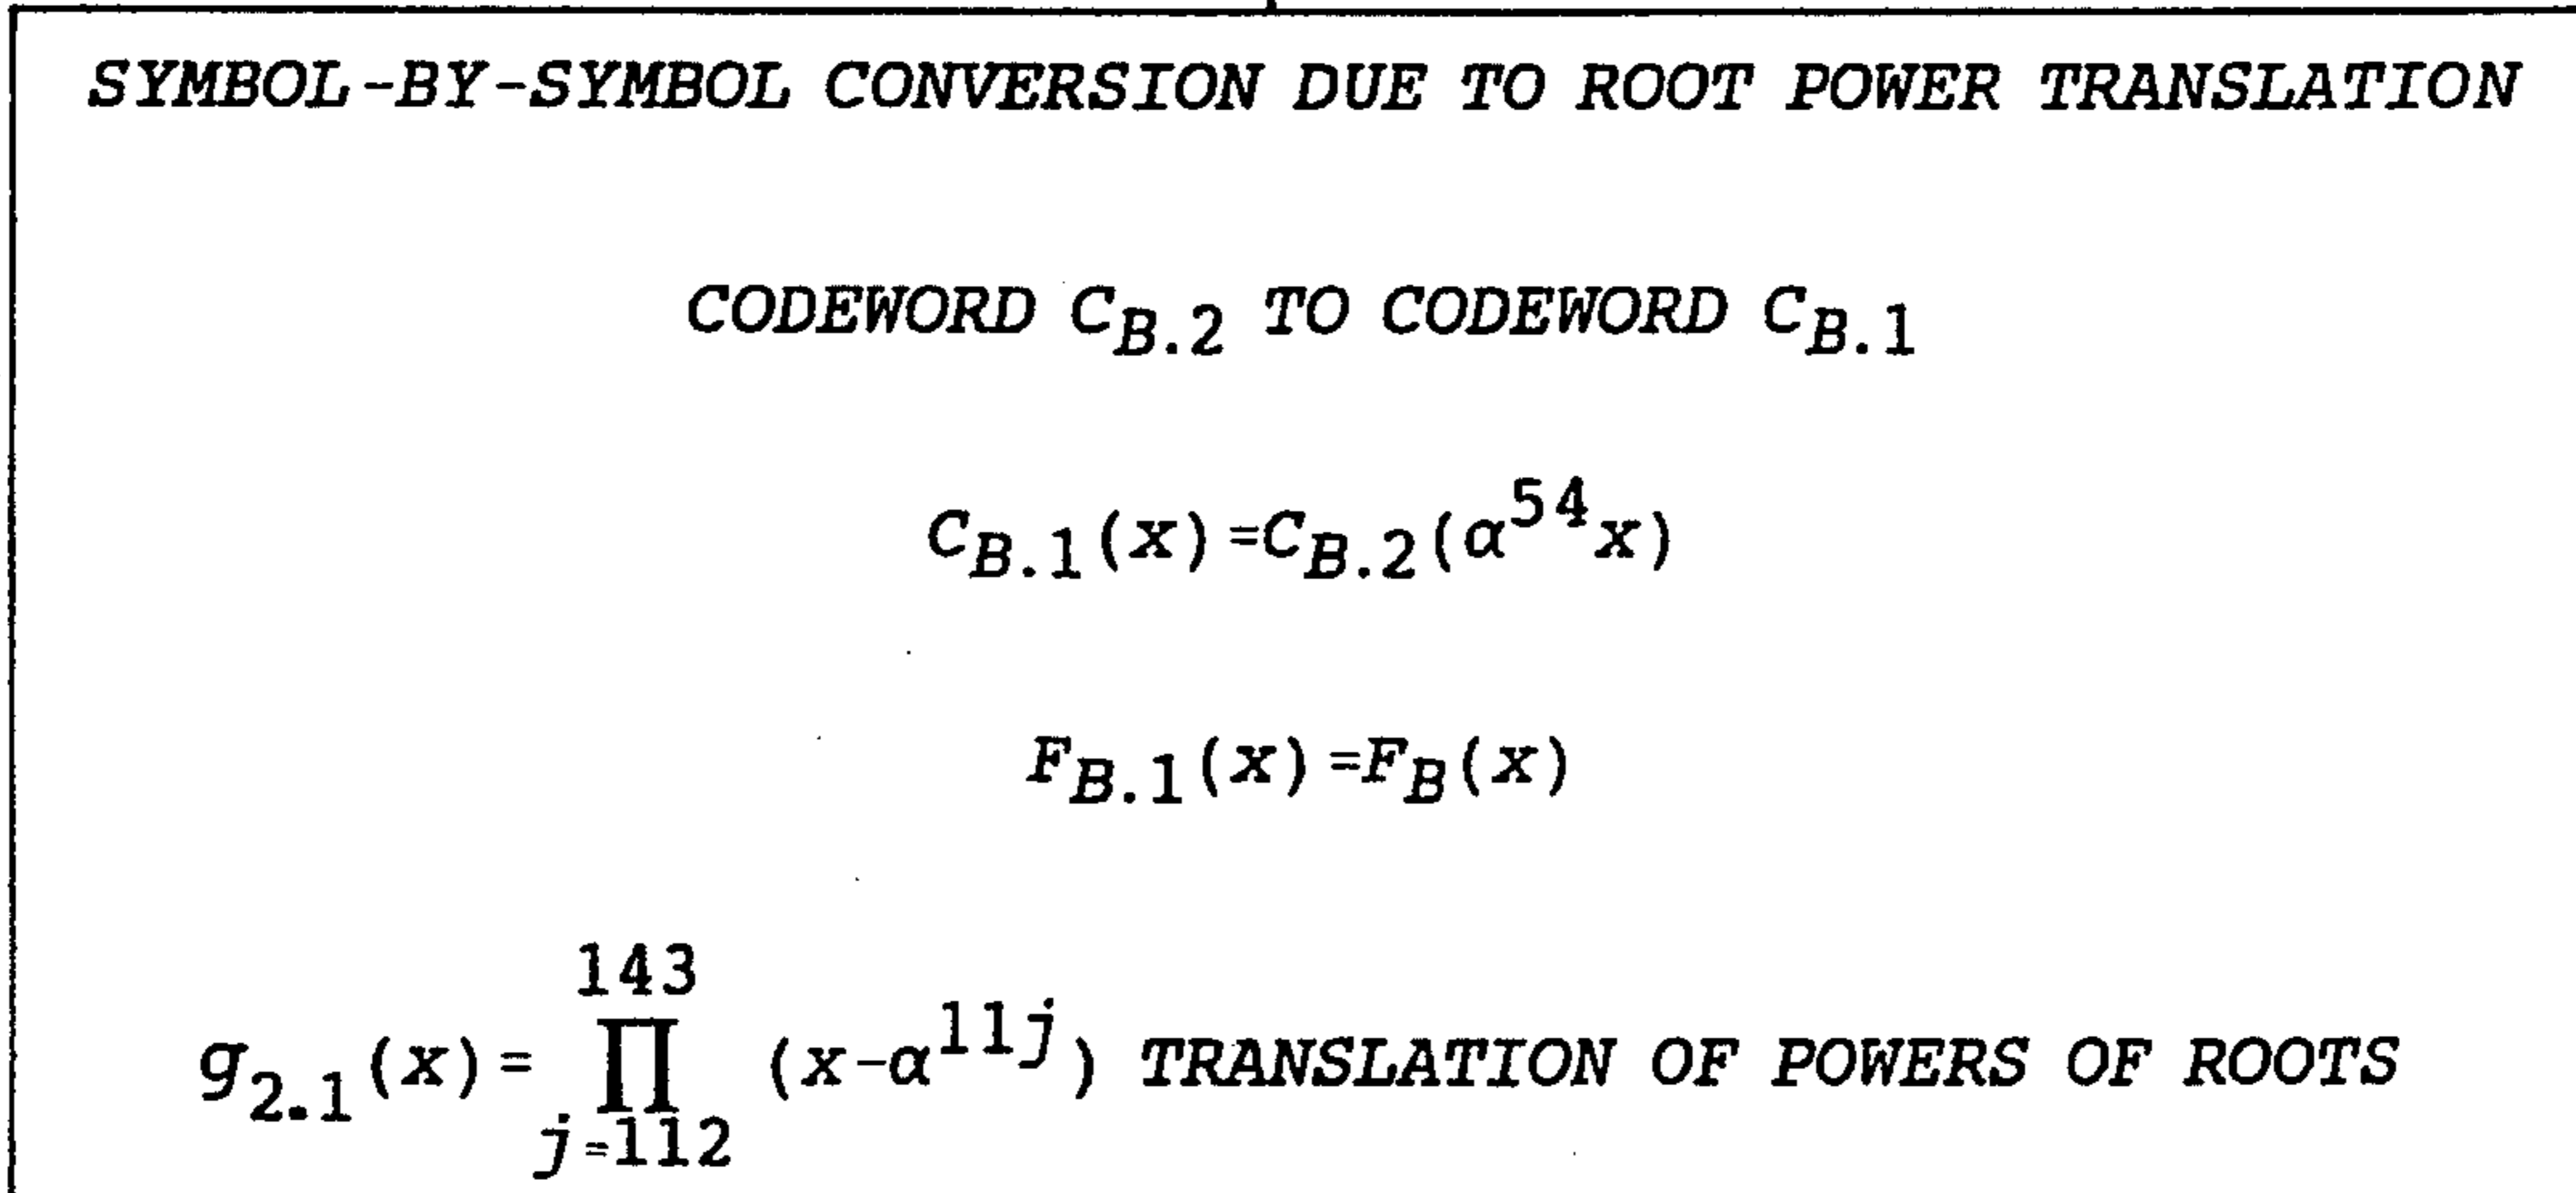 SYMBOL-BY-SYMBOL CONVERSION DUE TO ROOT POWER TRANSLATION
CODEWORD C_{B.2} TO CODEWORD C_{B.1}
C_{B.1}(x)=C_{B.2}(α^{54}x)
F_{B.1}(x)=F_B(x)
g_{2.1}(x)=∏_{j=112}^{143}(x-α^{11j}) TRANSLATION OF POWERS OF ROOTS